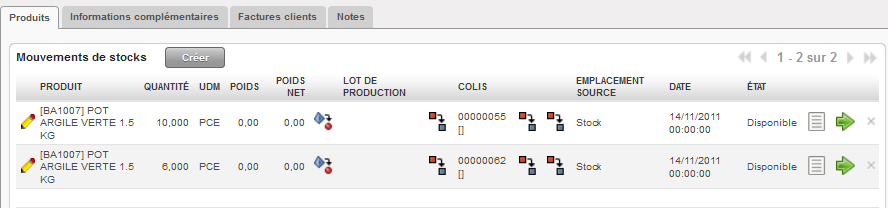 Produits Informations complémentaires Factures clients Notes
Mouvements de stocks Créer 1 - 2 sur 2
PRODUIT QUANTITÉ UDM POIDS POIDS NET LOT DE PRODUCTION COLIS EMPLACEMENT SOURCE DATE ÉTAT
[BA1007] POT
ARGILE VERTE 1.5
KG
10,000 PCE 0,00 0,00 00000055
[]
Stock 14/11/2011
00:00:00
Disponible
[BA1007] POT
ARGILE VERTE 1.5
KG
6,000 PCE 0,00 0,00 00000062
[]
Stock 14/11/2011
00:00:00
Disponible